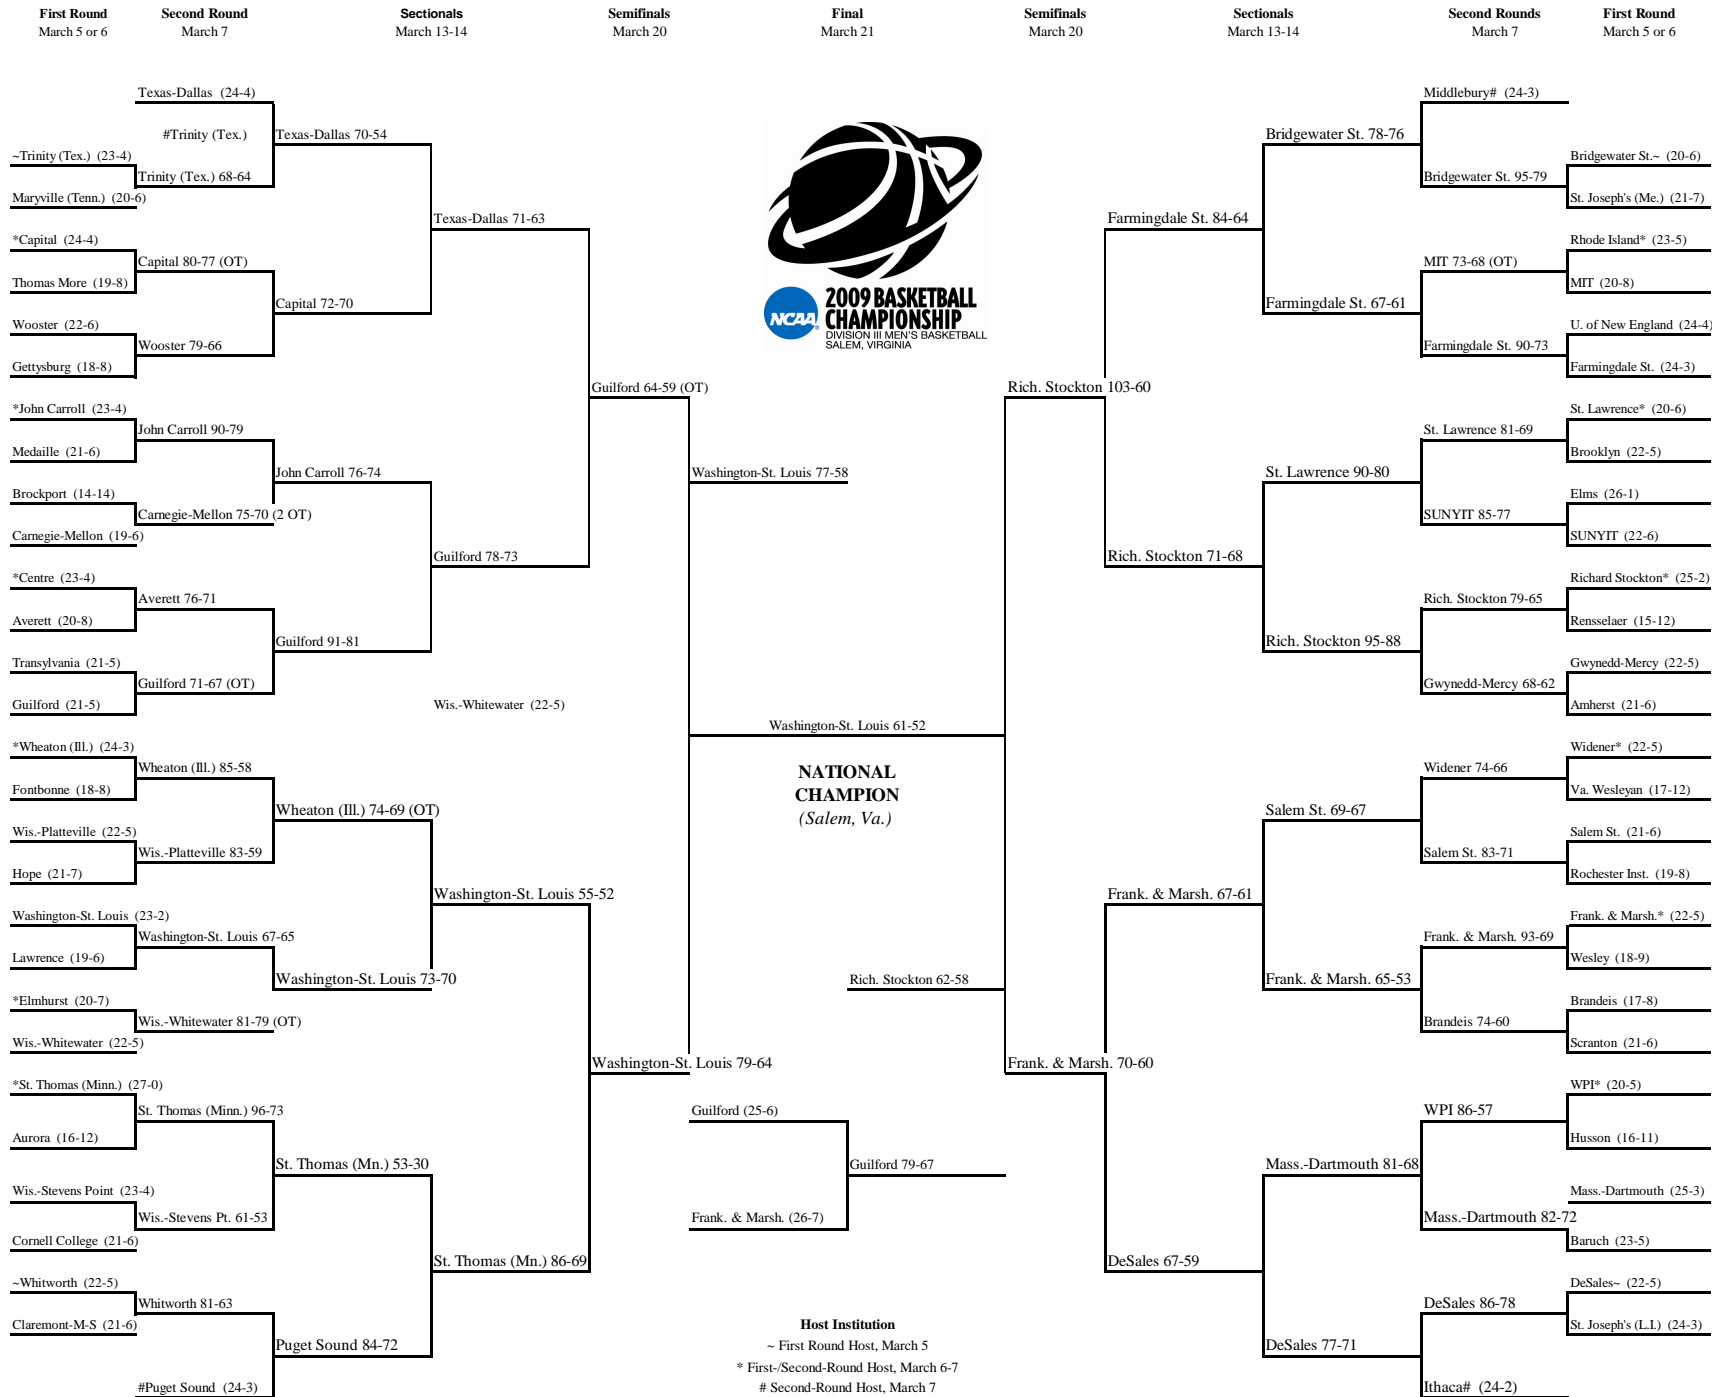 First Round
March 5 or 6
Second Round
March 7
Sectionals
March 13-14
Semifinals
March 20
Final
March 21
Semifinals
March 20
Sectionals
March 13-14
Second Rounds
March 7
First Round
March 5 or 6
Texas-Dallas (24-4)
#Trinity (Tex.)
Texas-Dallas 70-54
~Trinity (Tex.) (23-4)
Trinity (Tex.) 68-64
Maryville (Tenn.) (20-6)
Texas-Dallas 71-63
*Capital (24-4)
Capital 80-77 (OT)
Thomas More (19-8)
Capital 72-70
Wooster (22-6)
Wooster 79-66
Gettysburg (18-8)
Guilford 64-59 (OT)
*John Carroll (23-4)
John Carroll 90-79
Medaille (21-6)
John Carroll 76-74
Brockport (14-14)
Carnegie-Mellon 75-70 (2 OT)
Carnegie-Mellon (19-6)
Guilford 78-73
*Centre (23-4)
Averett 76-71
Averett (20-8)
Guilford 91-81
Transylvania (21-5)
Guilford 71-67 (OT)
Guilford (21-5)
Wis.-Whitewater (22-5)
Washington-St. Louis 77-58
*Wheaton (Ill.) (24-3)
Wheaton (Ill.) 85-58
Fontbonne (18-8)
Wheaton (Ill.) 74-69 (OT)
Wis.-Platteville (22-5)
Wis.-Platteville 83-59
Hope (21-7)
Washington-St. Louis 55-52
Washington-St. Louis (23-2)
Washington-St. Louis 67-65
Lawrence (19-6)
Washington-St. Louis 73-70
*Elmhurst (20-7)
Wis.-Whitewater 81-79 (OT)
Wis.-Whitewater (22-5)
Washington-St. Louis 79-64
*St. Thomas (Minn.) (27-0)
St. Thomas (Minn.) 96-73
Aurora (16-12)
St. Thomas (Mn.) 53-30
Wis.-Stevens Point (23-4)
Wis.-Stevens Pt. 61-53
Cornell College (21-6)
St. Thomas (Mn.) 86-69
~Whitworth (22-5)
Whitworth 81-63
Claremont-M-S (21-6)
Puget Sound 84-72
#Puget Sound (24-3)
NCAA
2009 BASKETBALL
CHAMPIONSHIP
DIVISION III MEN'S BASKETBALL
SALEM, VIRGINIA
Washington-St. Louis 61-52
NATIONAL
CHAMPION
(Salem, Va.)
Rich. Stockton 62-58
Guilford (25-6)
Guilford 79-67
Frank. & Marsh. (26-7)
Host Institution
~ First Round Host, March 5
* First-/Second-Round Host, March 6-7
# Second-Round Host, March 7
Middlebury# (24-3)
Bridgewater St. 78-76
Bridgewater St.~ (20-6)
Bridgewater St. 95-79
St. Joseph's (Me.) (21-7)
Farmingdale St. 84-64
Rhode Island* (23-5)
MIT 73-68 (OT)
MIT (20-8)
Farmingdale St. 67-61
U. of New England (24-4)
Farmingdale St. 90-73
Farmingdale St. (24-3)
Rich. Stockton 103-60
St. Lawrence* (20-6)
St. Lawrence 81-69
Brooklyn (22-5)
St. Lawrence 90-80
Elms (26-1)
SUNYIT 85-77
SUNYIT (22-6)
Rich. Stockton 71-68
Richard Stockton* (25-2)
Rich. Stockton 79-65
Rensselaer (15-12)
Rich. Stockton 95-88
Gwynedd-Mercy (22-5)
Gwynedd-Mercy 68-62
Amherst (21-6)
Widener* (22-5)
Widener 74-66
Va. Wesleyan (17-12)
Salem St. 69-67
Salem St. (21-6)
Salem St. 83-71
Rochester Inst. (19-8)
Frank. & Marsh. 67-61
Frank. & Marsh.* (22-5)
Frank. & Marsh. 93-69
Wesley (18-9)
Frank. & Marsh. 65-53
Brandeis (17-8)
Brandeis 74-60
Scranton (21-6)
Frank. & Marsh. 70-60
WPI* (20-5)
WPI 86-57
Husson (16-11)
Mass.-Dartmouth 81-68
Mass.-Dartmouth (25-3)
Mass.-Dartmouth 82-72
Baruch (23-5)
DeSales 67-59
DeSales~ (22-5)
DeSales 86-78
St. Joseph's (L.I.) (24-3)
DeSales 77-71
Ithaca# (24-2)